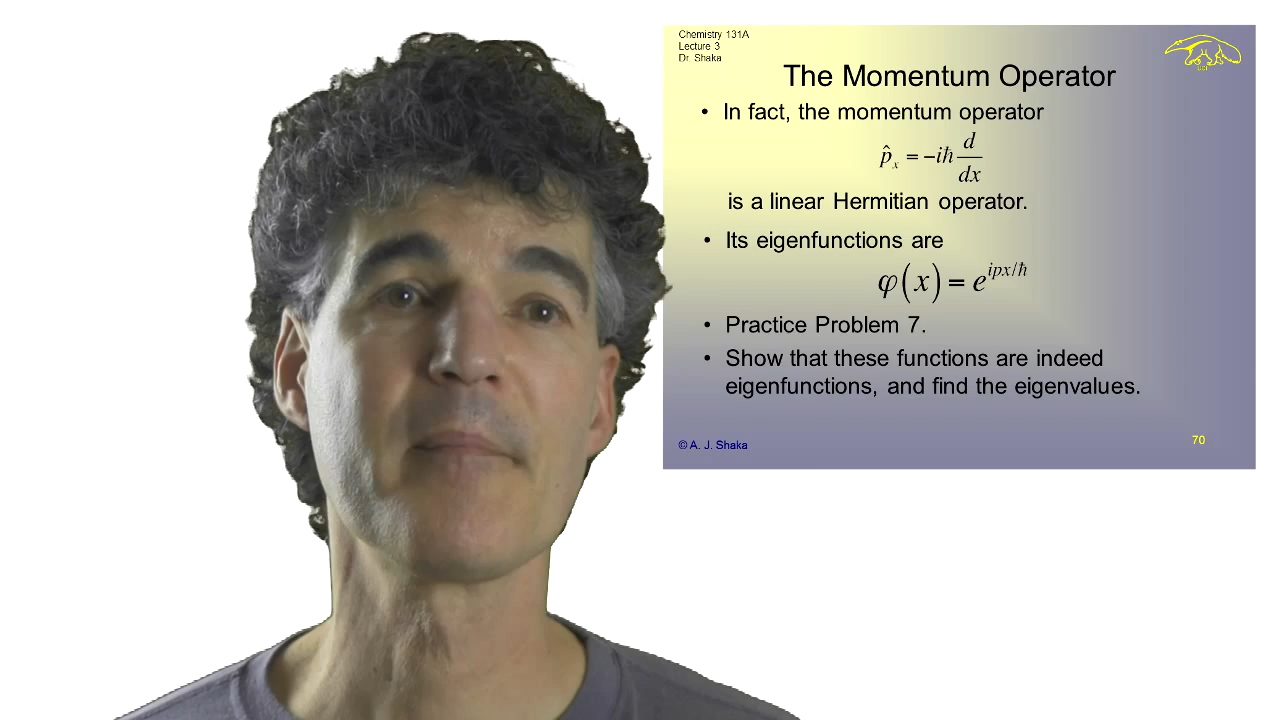 Chemistry 131A
Lecture 3
Dr. Shaka
UCI
The Momentum Operator
• In fact, the momentum operator
p̂ₓ = −iħ d/dx
is a linear Hermitian operator.
• Its eigenfunctions are
φ(x) = e^{ipx/ħ}
• Practice Problem 7.
• Show that these functions are indeed
eigenfunctions, and find the eigenvalues.
© A. J. Shaka
70